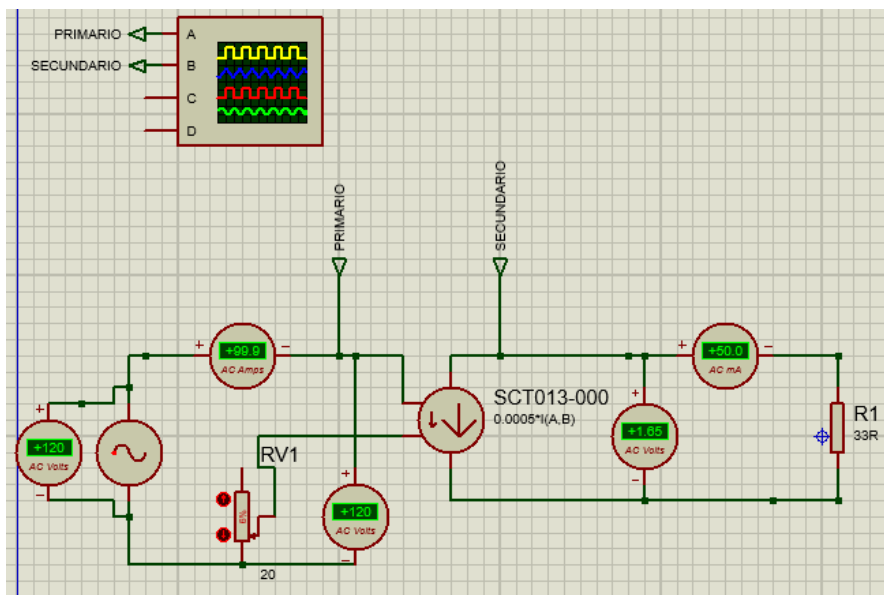 PRIMARIO
A
SECUNDARIO
B
C
D
PRIMARIO
SECUNDARIO
+99.9
AC Amps
+50.0
AC mA
SCT013-000
0.0005*I(A,B)
R1
33R
+1.65
AC Volts
+120
AC Volts
RV1
6%
+120
AC Volts
20